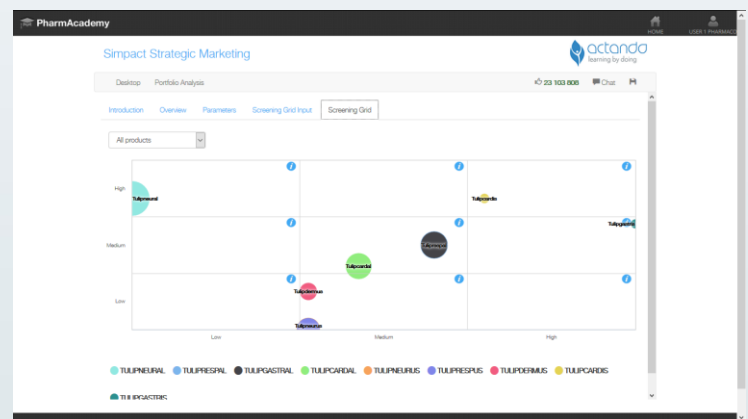 PharmAcademy
HOME
USER 1 PHARMAC
Simpact Strategic Marketing
actando
learning by doing
Desktop Portfolio Analysis
23 103 808 Chat
Introduction Overview Parameters Screening Grid Input Screening Grid
All products
High
Tulipneural
Tulipcardis
Medium
Tulipcardal
Low
Tulipdermus
Tulipneurus
Low Medium High
TULIPNEURAL TULIPRESPAL TULIPGASTRAL TULIPCARDAL TULIPNEURUS TULIPRESPUS TULIPDERMUS TULIPCARDIS
TULIPGASTRIS